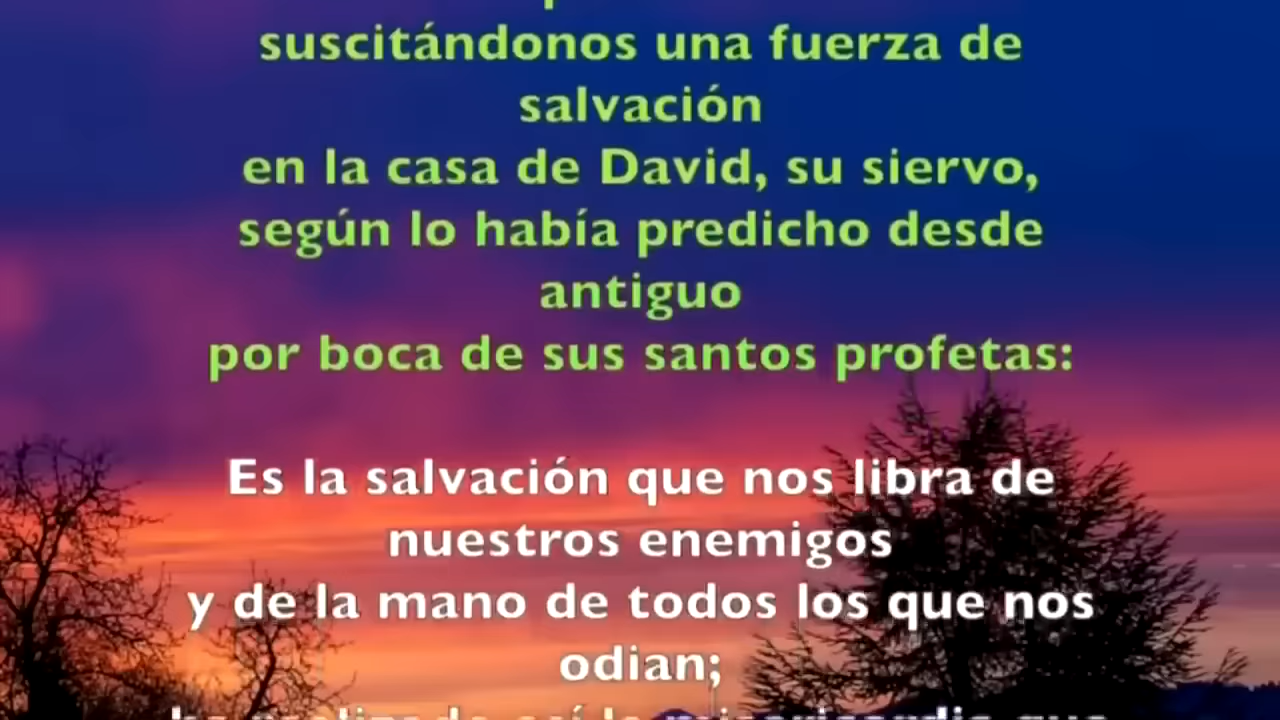 suscitándonos una fuerza de
salvación
en la casa de David, su siervo,
según lo había predicho desde
antiguo
por boca de sus santos profetas:
Es la salvación que nos libra de
nuestros enemigos
y de la mano de todos los que nos
odian;